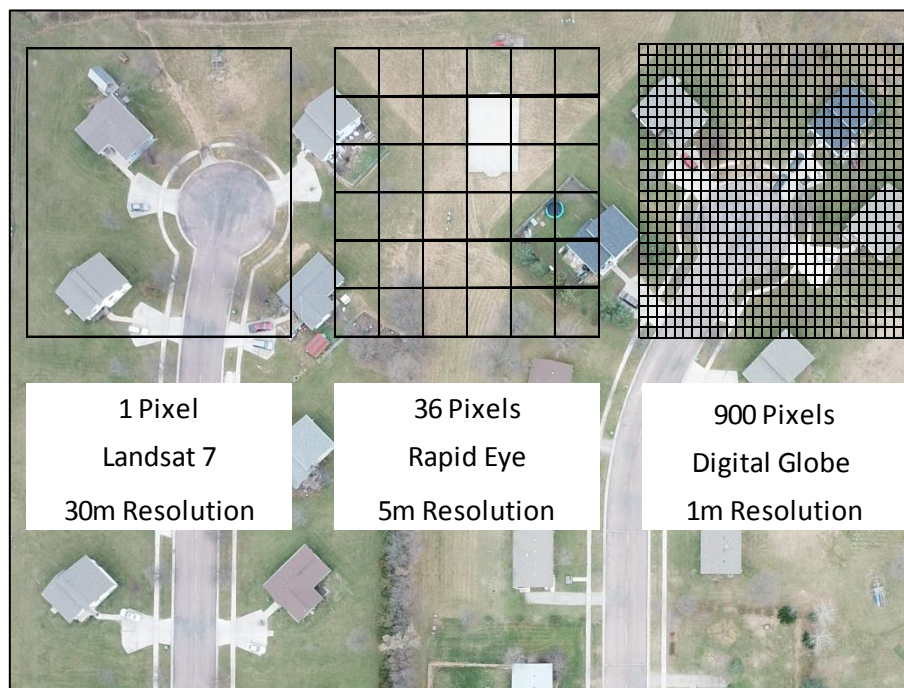 1 Pixel
Landsat 7
30m Resolution
36 Pixels
Rapid Eye
5m Resolution
900 Pixels
Digital Globe
1m Resolution